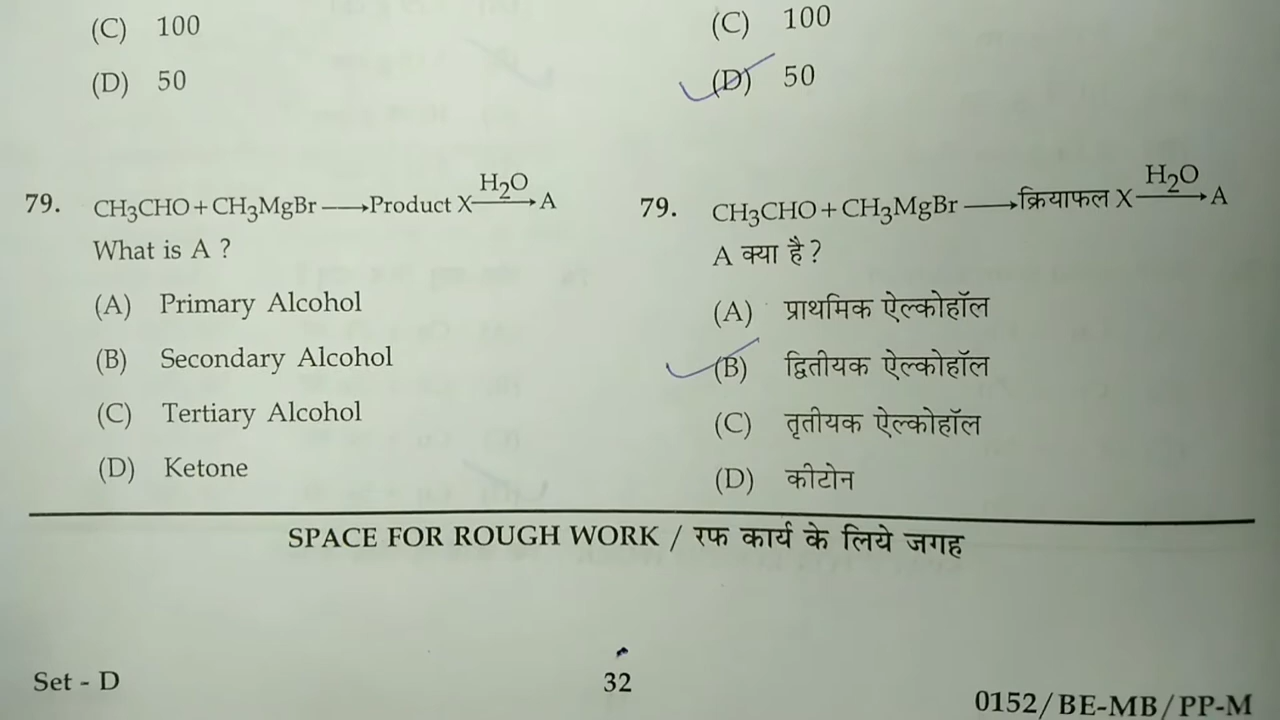 (C) 100
(D) 50
79. CH₃CHO + CH₃MgBr ⟶ Product X —H₂O→ A
What is A ?
(A) Primary Alcohol
(B) Secondary Alcohol
(C) Tertiary Alcohol
(D) Ketone
(C) 100
(D) 50
79. CH₃CHO + CH₃MgBr ⟶ क्रियाफल X —H₂O→ A
A क्या है ?
(A) प्राथमिक ऐल्कोहॉल
(B) द्वितीयक ऐल्कोहॉल
(C) तृतीयक ऐल्कोहॉल
(D) कीटोन
SPACE FOR ROUGH WORK / रफ कार्य के लिये जगह
Set - D
32
0152/BE-MB/PP-M